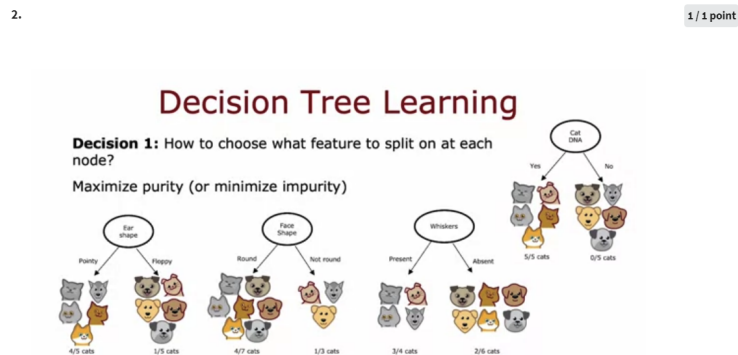 2.
1 / 1 point
Decision Tree Learning
Decision 1: How to choose what feature to split on at each
node?
Maximize purity (or minimize impurity)
Cat
DNA
Yes
No
5/5 cats
0/5 cats
Ear
shape
Pointy
Floppy
4/5 cats
1/5 cats
Face
Shape
Round
Not round
4/7 cats
1/3 cats
Whiskers
Present
Absent
3/4 cats
2/6 cats